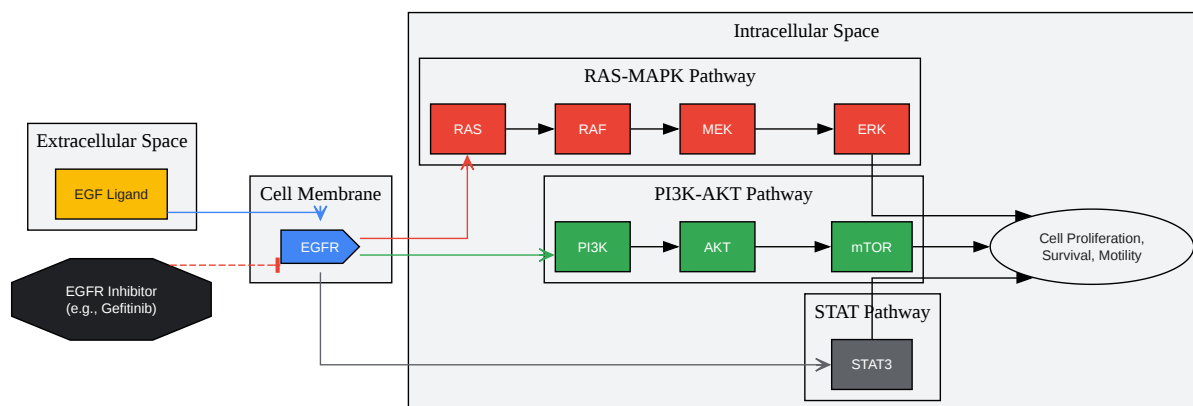 Intracellular Space
RAS-MAPK Pathway
RAS
RAF
MEK
ERK
Extracellular Space
EGF Ligand
Cell Membrane
EGFR
PI3K-AKT Pathway
PI3K
AKT
mTOR
Cell Proliferation,
Survival, Motility
EGFR Inhibitor
(e.g., Gefitinib)
STAT Pathway
STAT3